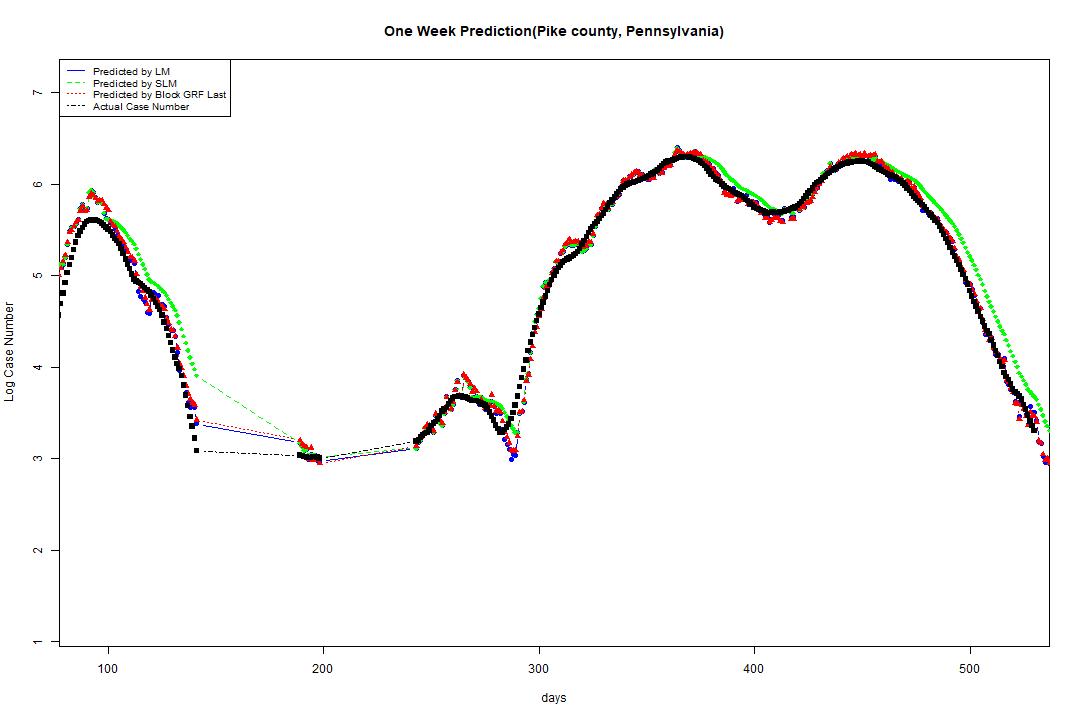 One Week Prediction(Pike county, Pennsylvania)
Predicted by LM
Predicted by SLM
Predicted by Block GRF Last
Actual Case Number
7
6
5
4
3
2
1
Log Case Number
100 200 300 400 500
days